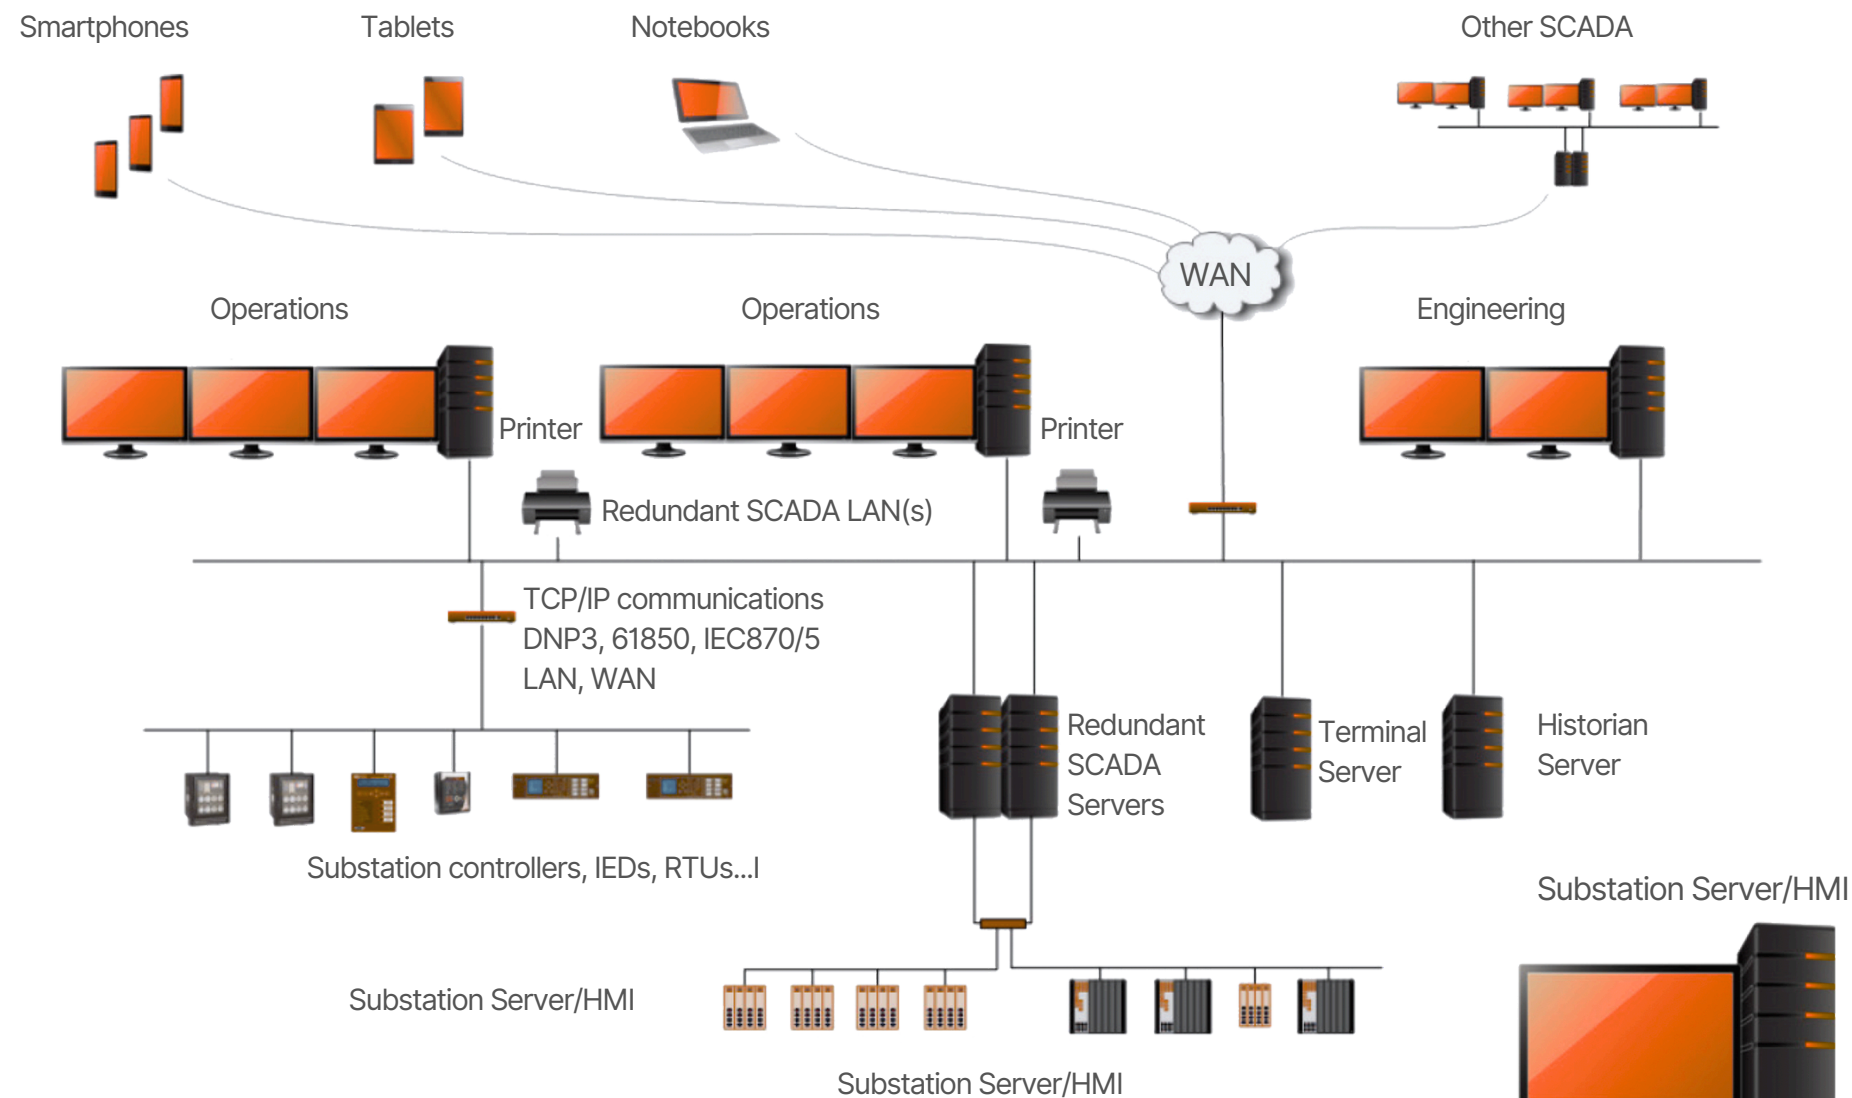 Smartphones
Tablets
Notebooks
Other SCADA
WAN
Operations
Operations
Engineering
Printer
Printer
Redundant SCADA LAN(s)
TCP/IP communications
DNP3, 61850, IEC870/5
LAN, WAN
Redundant
SCADA
Servers
Terminal
Server
Historian
Server
Substation controllers, IEDs, RTUs...l
Substation Server/HMI
Substation Server/HMI
Substation Server/HMI